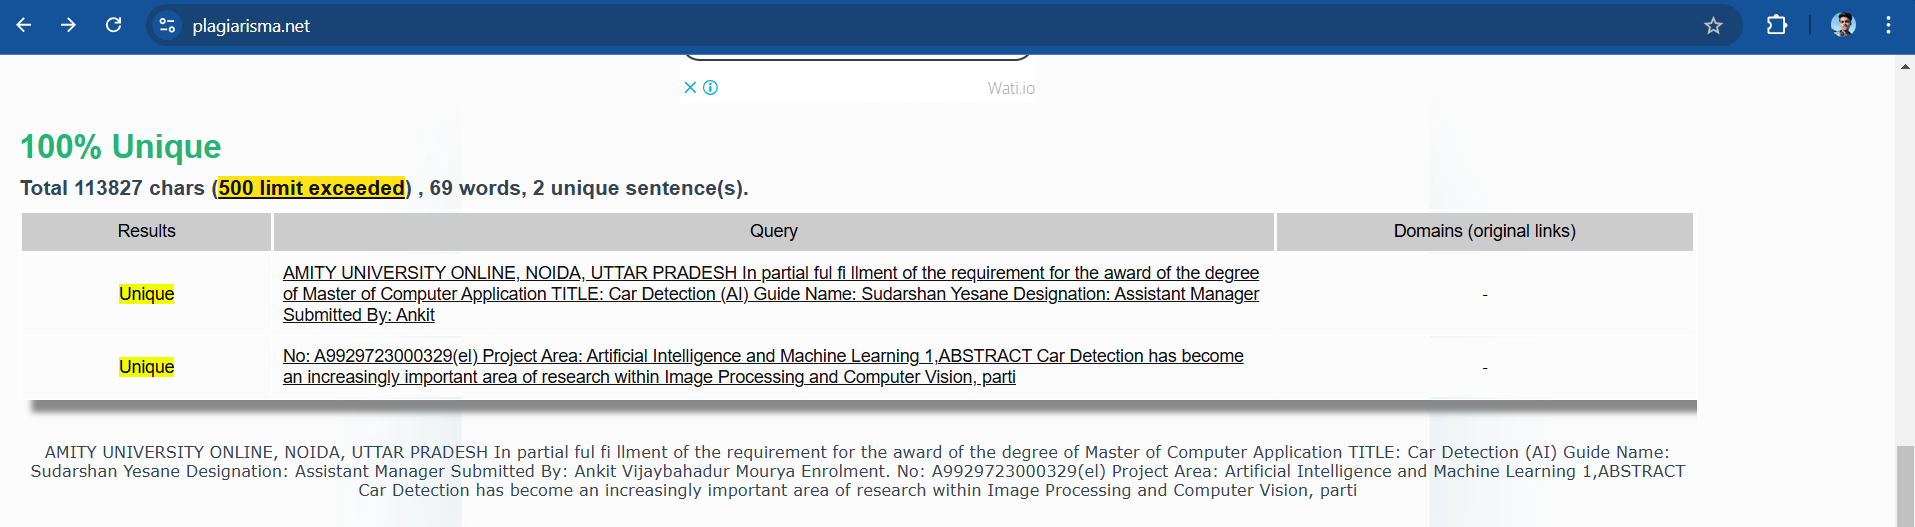 plagiarisma.net
Wati.io
100% Unique
Total 113827 chars (500 limit exceeded) , 69 words, 2 unique sentence(s).
Results Query Domains (original links)
AMITY UNIVERSITY ONLINE, NOIDA, UTTAR PRADESH In partial ful fi llment of the requirement for the award of the degree
Unique of Master of Computer Application TITLE: Car Detection (AI) Guide Name: Sudarshan Yesane Designation: Assistant Manager -
Submitted By: Ankit
No: A9929723000329(el) Project Area: Artificial Intelligence and Machine Learning 1,ABSTRACT Car Detection has become
Unique an increasingly important area of research within Image Processing and Computer Vision, parti -
AMITY UNIVERSITY ONLINE, NOIDA, UTTAR PRADESH In partial ful fi llment of the requirement for the award of the degree of Master of Computer Application TITLE: Car Detection (AI) Guide Name:
Sudarshan Yesane Designation: Assistant Manager Submitted By: Ankit Vijaybahadur Mourya Enrolment. No: A9929723000329(el) Project Area: Artificial Intelligence and Machine Learning 1,ABSTRACT
Car Detection has become an increasingly important area of research within Image Processing and Computer Vision, parti